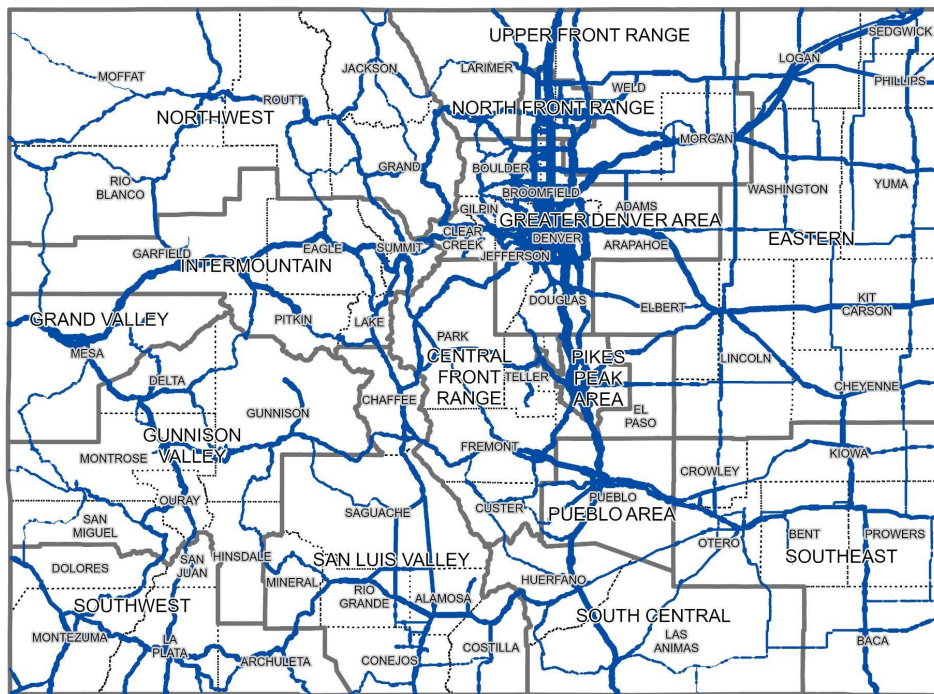 UPPER FRONT RANGE
SEDGWICK
LOGAN
MOFFAT
JACKSON
LARIMER
PHILLIPS
WELD
ROUTT
NORTHWEST
NORTH FRONT RANGE
MORGAN
GRAND
BOULDER
RIO
BLANCO
BROOMFIELD
WASHINGTON
YUMA
GILPIN
ADAMS
GREATER DENVER AREA
CLEAR
CREEK
DENVER
ARAPAHOE
EASTERN
GARFIELD
EAGLE
SUMMIT
JEFFERSON
INTERMOUNTAIN
DOUGLAS
ELBERT
KIT
CARSON
GRAND VALLEY
PITKIN
LAKE
PARK
MESA
CENTRAL
FRONT
RANGE
PIKES
PEAK
AREA
LINCOLN
DELTA
TELLER
CHEYENNE
GUNNISON
CHAFFEE
EL
PASO
GUNNISON
VALLEY
MONTROSE
FREMONT
KIOWA
CROWLEY
OURAY
PUEBLO
SAGUACHE
CUSTER
PUEBLO AREA
SAN
MIGUEL
OTERO
BENT
PROWERS
SOUTHEAST
DOLORES
SAN
JUAN
HINSDALE
SAN LUIS VALLEY
MINERAL
HUERFANO
RIO
GRANDE
ALAMOSA
SOUTHWEST
SOUTH CENTRAL
MONTEZUMA
LA
PLATA
ARCHULETA
CONEJOS
COSTILLA
LAS
ANIMAS
BACA